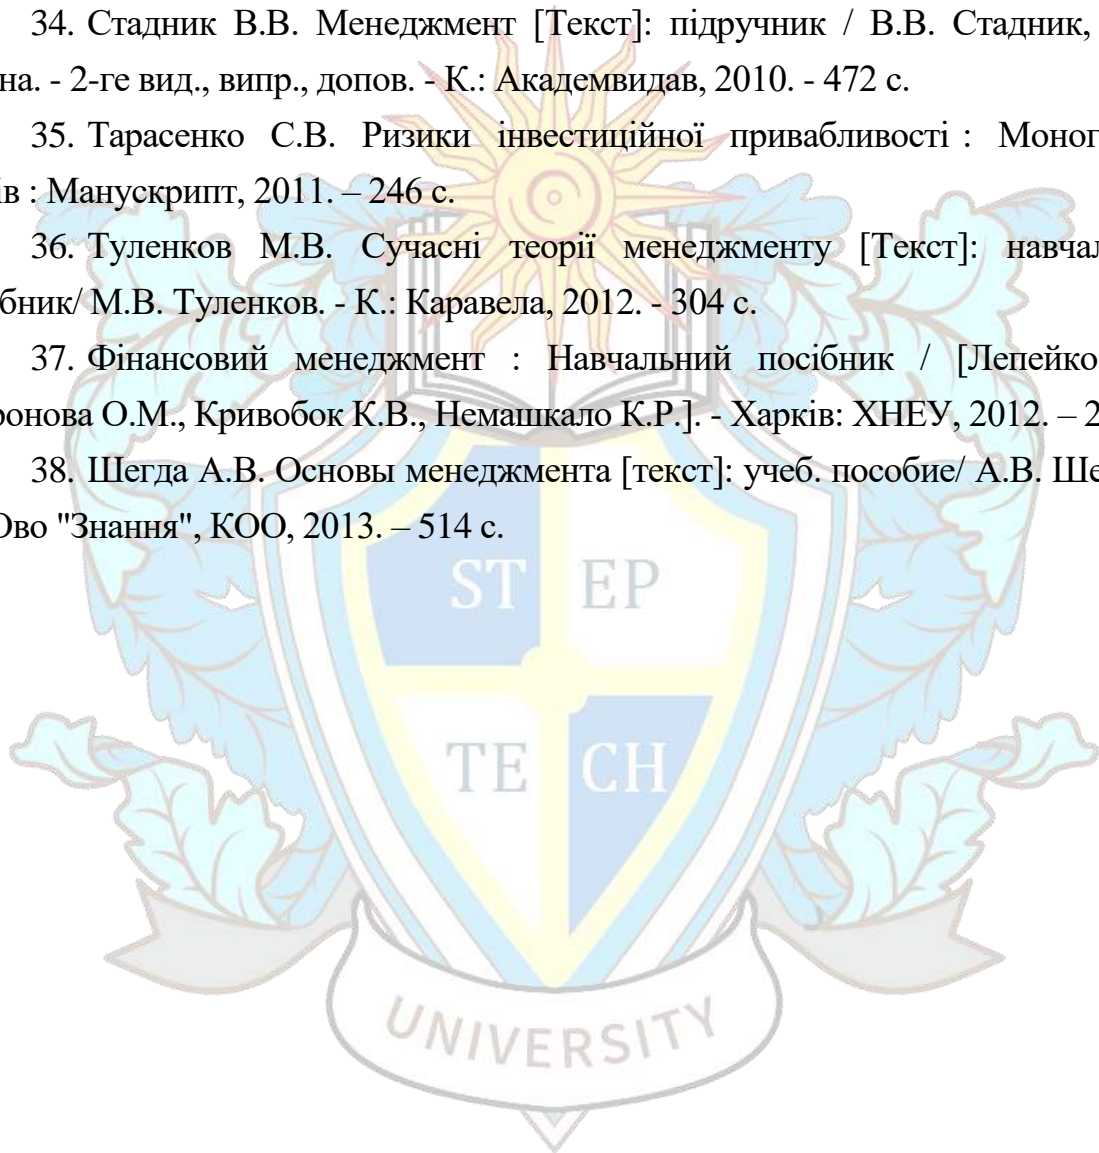 34. Стадник В.В. Менеджмент [Текст]: підручник / В.В. Стадник,
на. - 2-ге вид., випр., допов. - К.: Академвидав, 2010. - 472 с.
35. Тарасенко С.В. Ризики інвестиційної привабливості : Моног
ів : Манускрипт, 2011. – 246 с.
36. Туленков М.В. Сучасні теорії менеджменту [Текст]: навчал
бник/ М.В. Туленков. - К.: Каравела, 2012. - 304 с.
37. Фінансовий менеджмент : Навчальний посібник / [Лепейко
ронова О.М., Кривобок К.В., Немашкало К.Р.]. - Харків: ХНЕУ, 2012. – 2
38. Шегда А.В. Основы менеджмента [текст]: учеб. пособие/ А.В. Ше
Ово "Знання", КОО, 2013. – 514 с.
ST EP
TE CH
UNIVERSITY